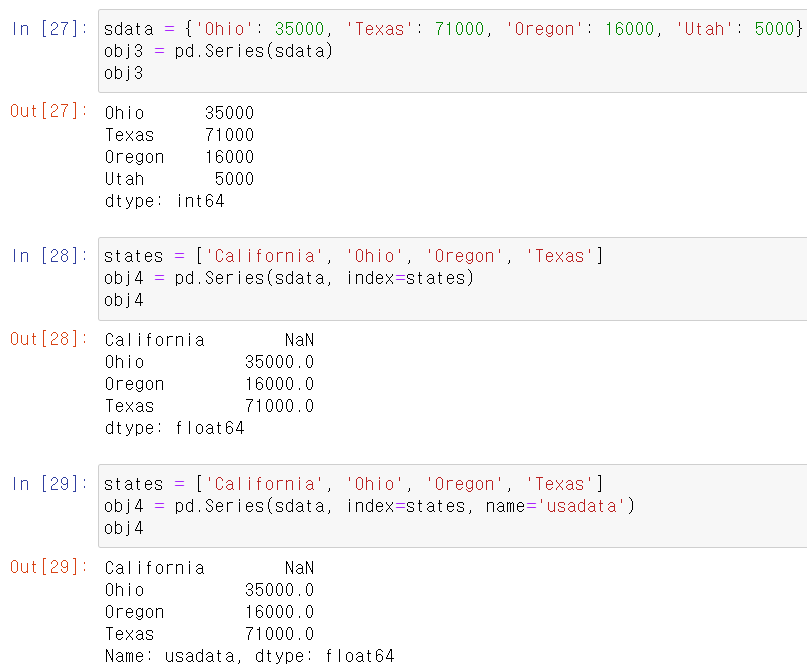 In [27]: sdata = {'Ohio': 35000, 'Texas': 71000, 'Oregon': 16000, 'Utah': 5000}
obj3 = pd.Series(sdata)
obj3
Out[27]: Ohio      35000
Texas     71000
Oregon    16000
Utah       5000
dtype: int64
In [28]: states = ['California', 'Ohio', 'Oregon', 'Texas']
obj4 = pd.Series(sdata, index=states)
obj4
Out[28]: California        NaN
Ohio          35000.0
Oregon        16000.0
Texas         71000.0
dtype: float64
In [29]: states = ['California', 'Ohio', 'Oregon', 'Texas']
obj4 = pd.Series(sdata, index=states, name='usadata')
obj4
Out[29]: California        NaN
Ohio          35000.0
Oregon        16000.0
Texas         71000.0
Name: usadata, dtype: float64